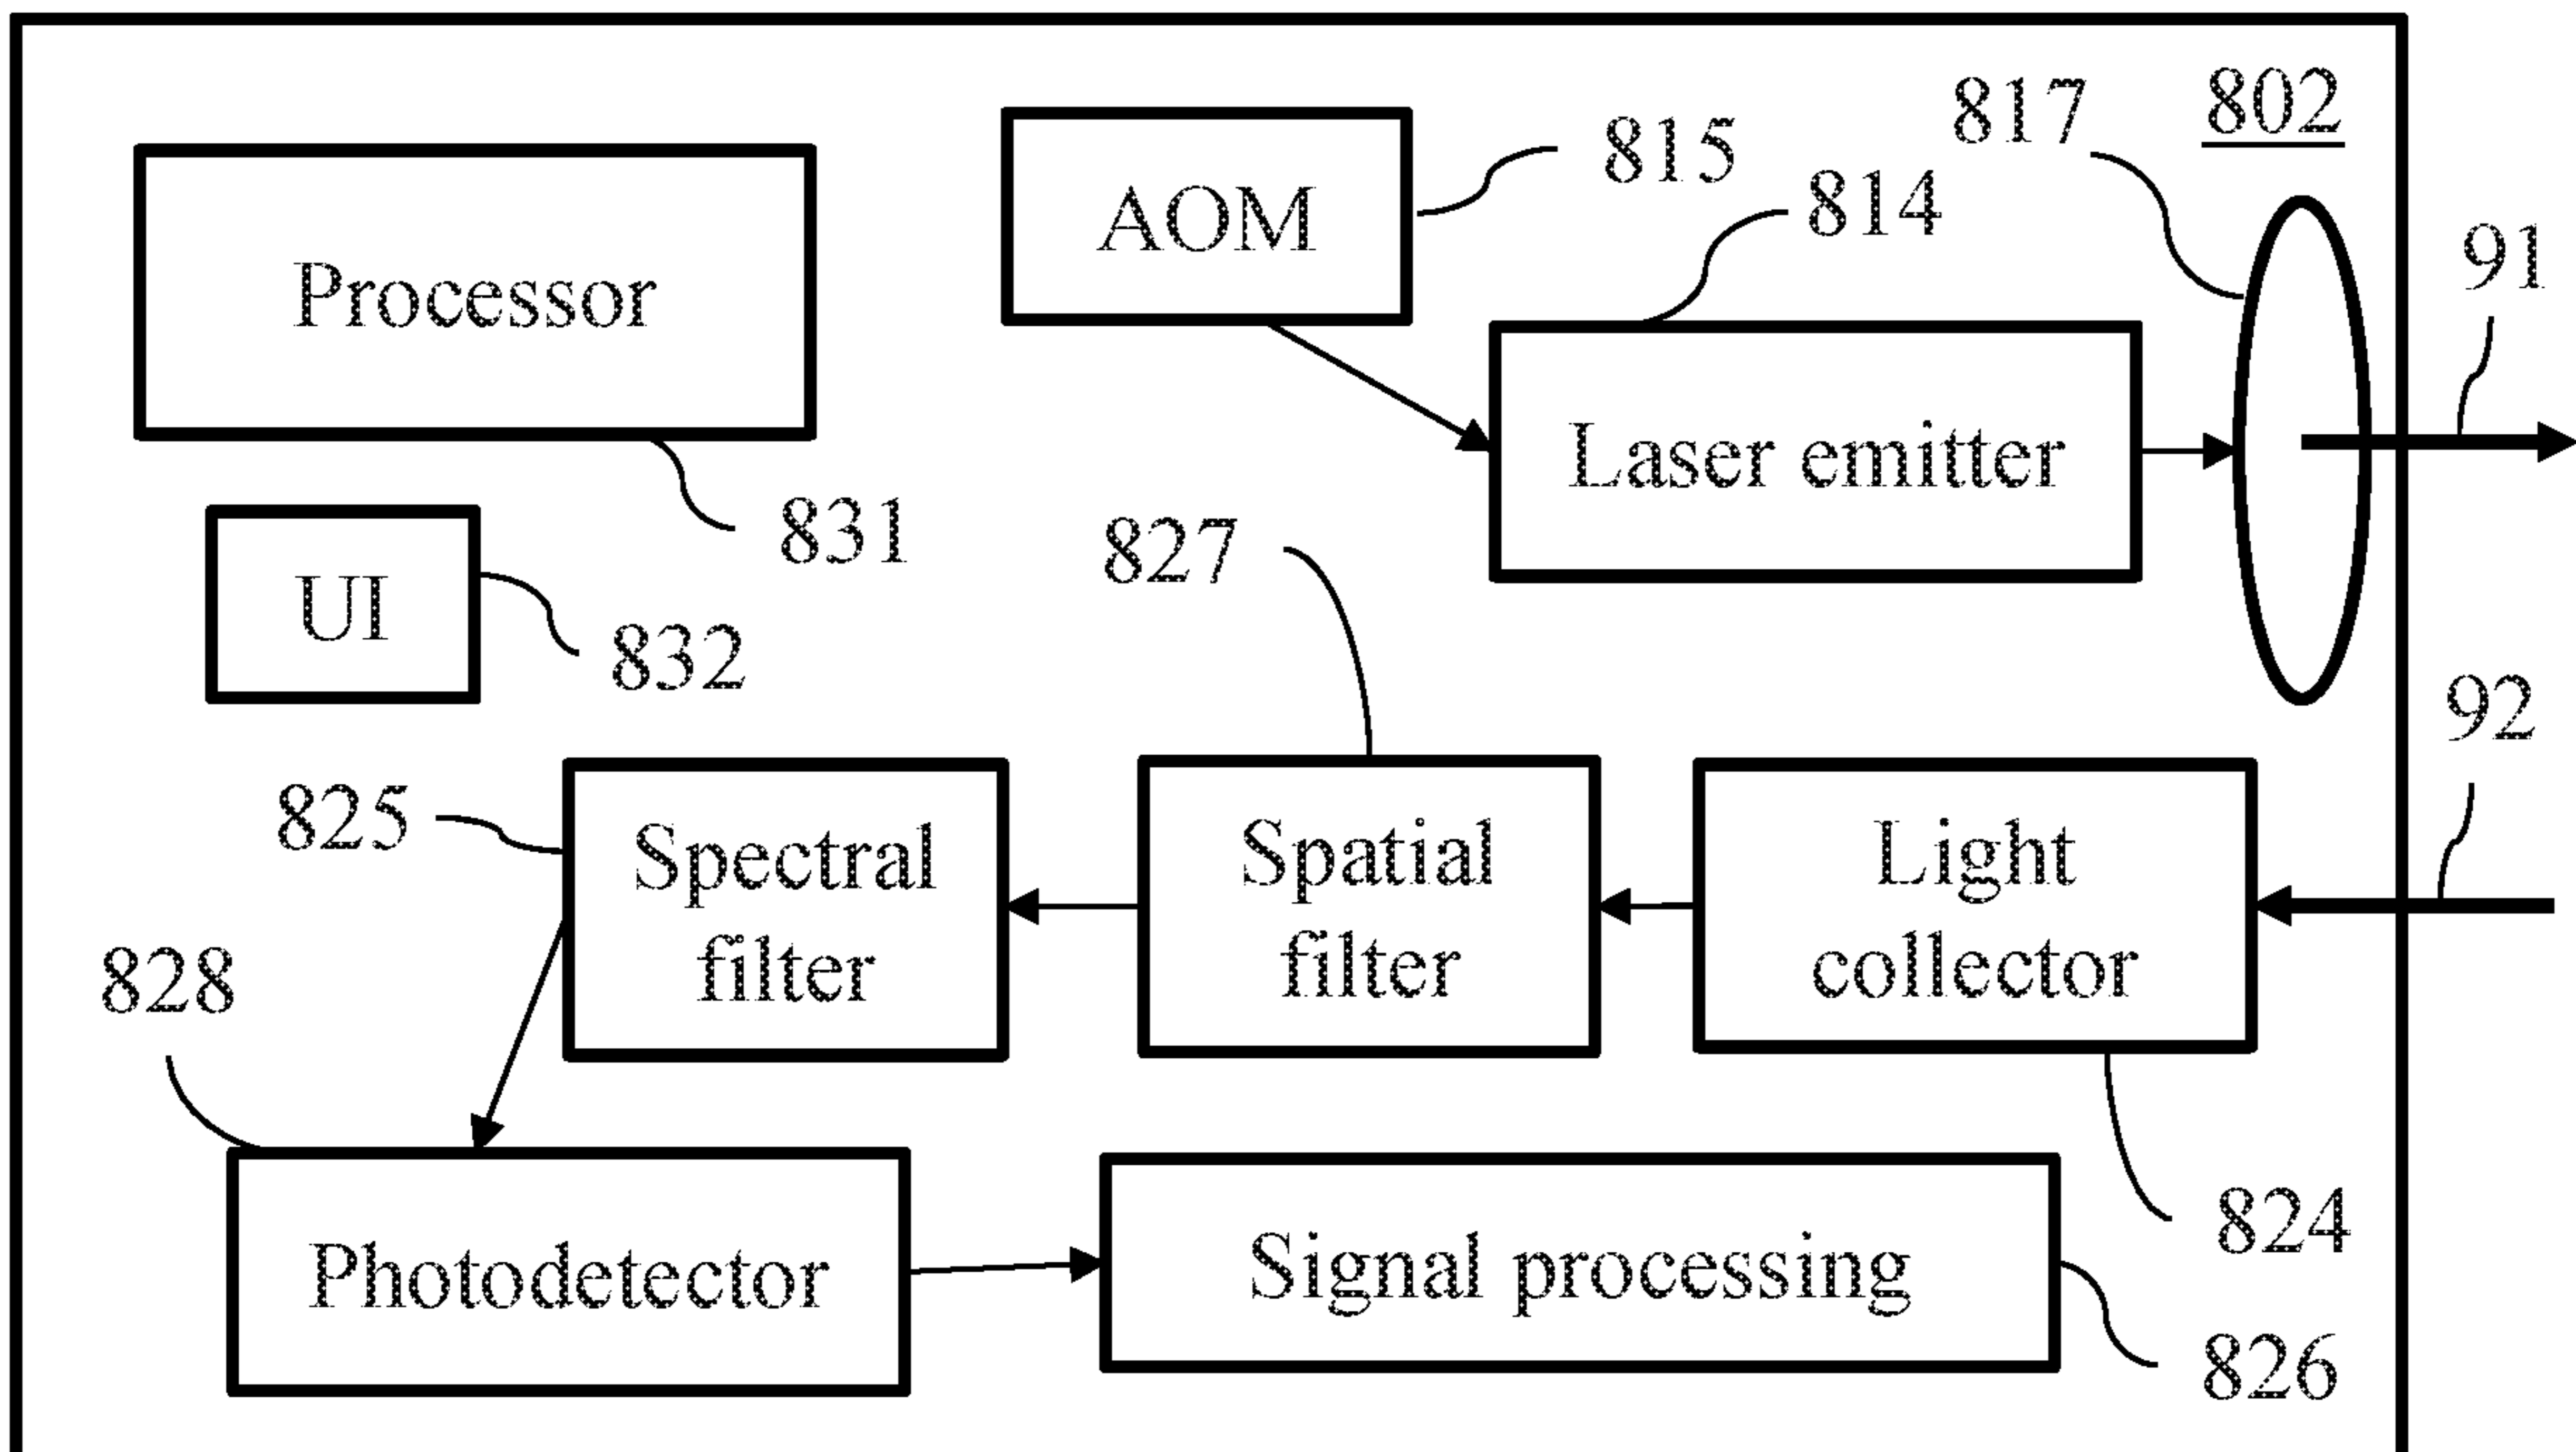 802
817
815
AOM
814
91
Processor
Laser emitter
831
827
UI
832
92
825
Spectral
filter
Spatial
filter
Light
collector
828
824
Photodetector
Signal processing
826